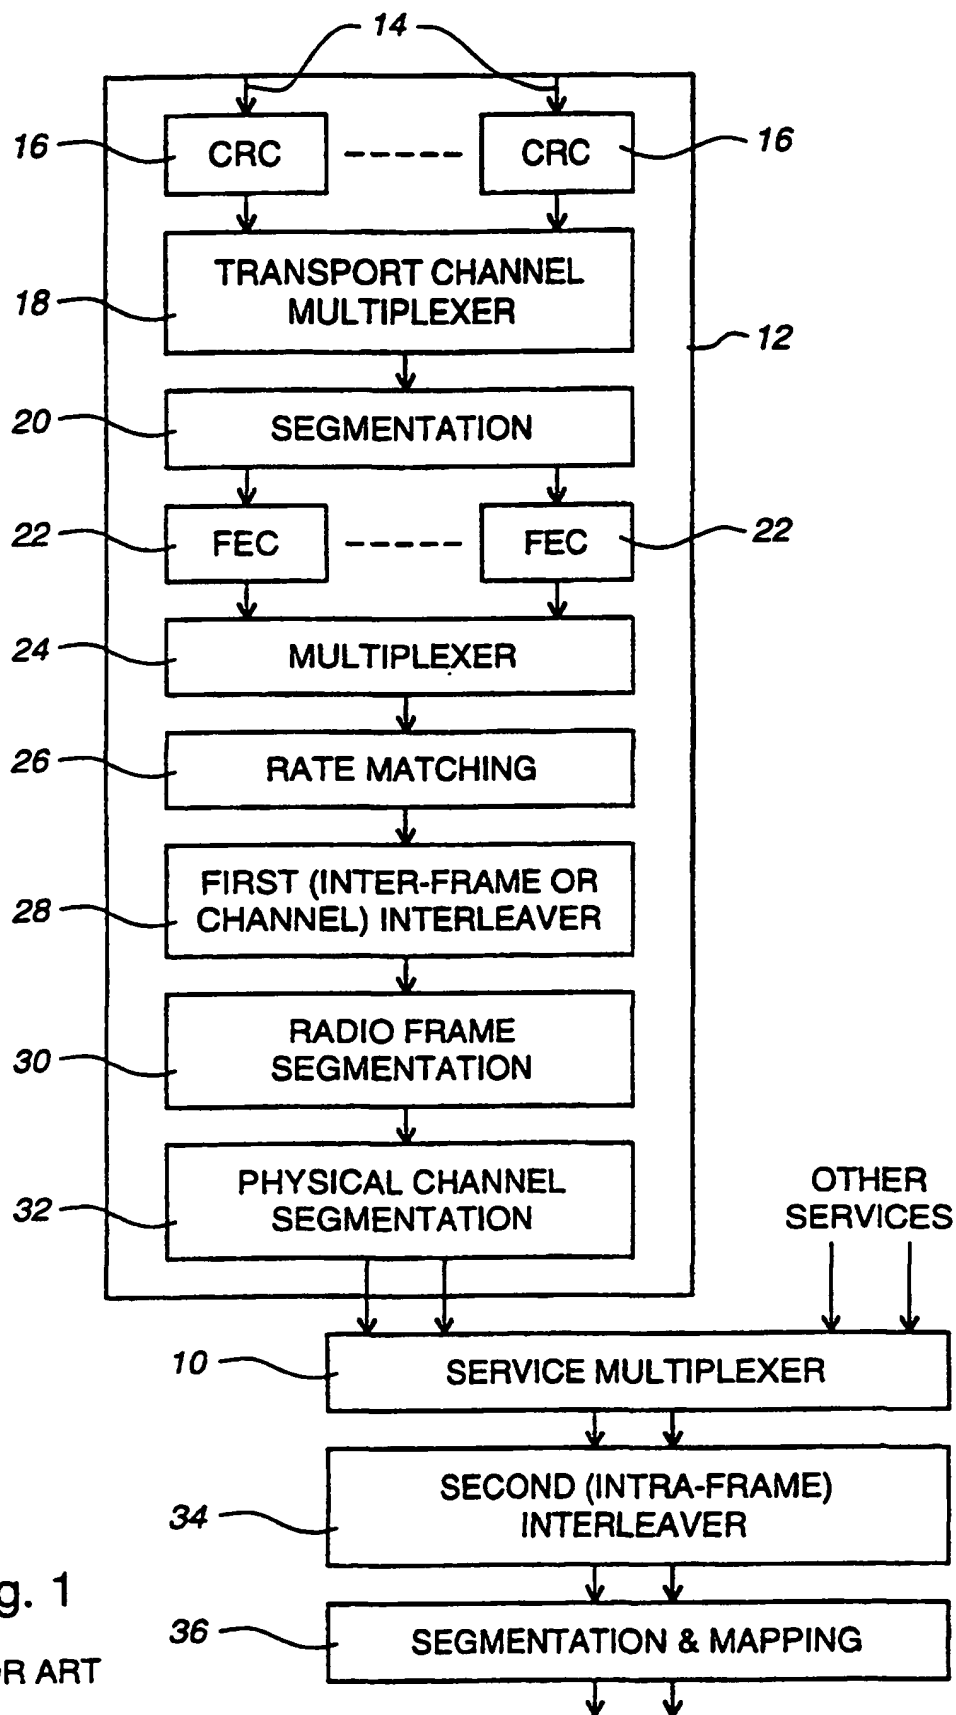 14
16
CRC
CRC
16
TRANSPORT CHANNEL
MULTIPLEXER
18
12
20
SEGMENTATION
22
FEC
FEC
22
24
MULTIPLEXER
26
RATE MATCHING
28
FIRST (INTER-FRAME OR
CHANNEL) INTERLEAVER
30
RADIO FRAME
SEGMENTATION
32
PHYSICAL CHANNEL
SEGMENTATION
OTHER
SERVICES
10
SERVICE MULTIPLEXER
34
SECOND (INTRA-FRAME)
INTERLEAVER
g. 1
36
SEGMENTATION & MAPPING
R ART